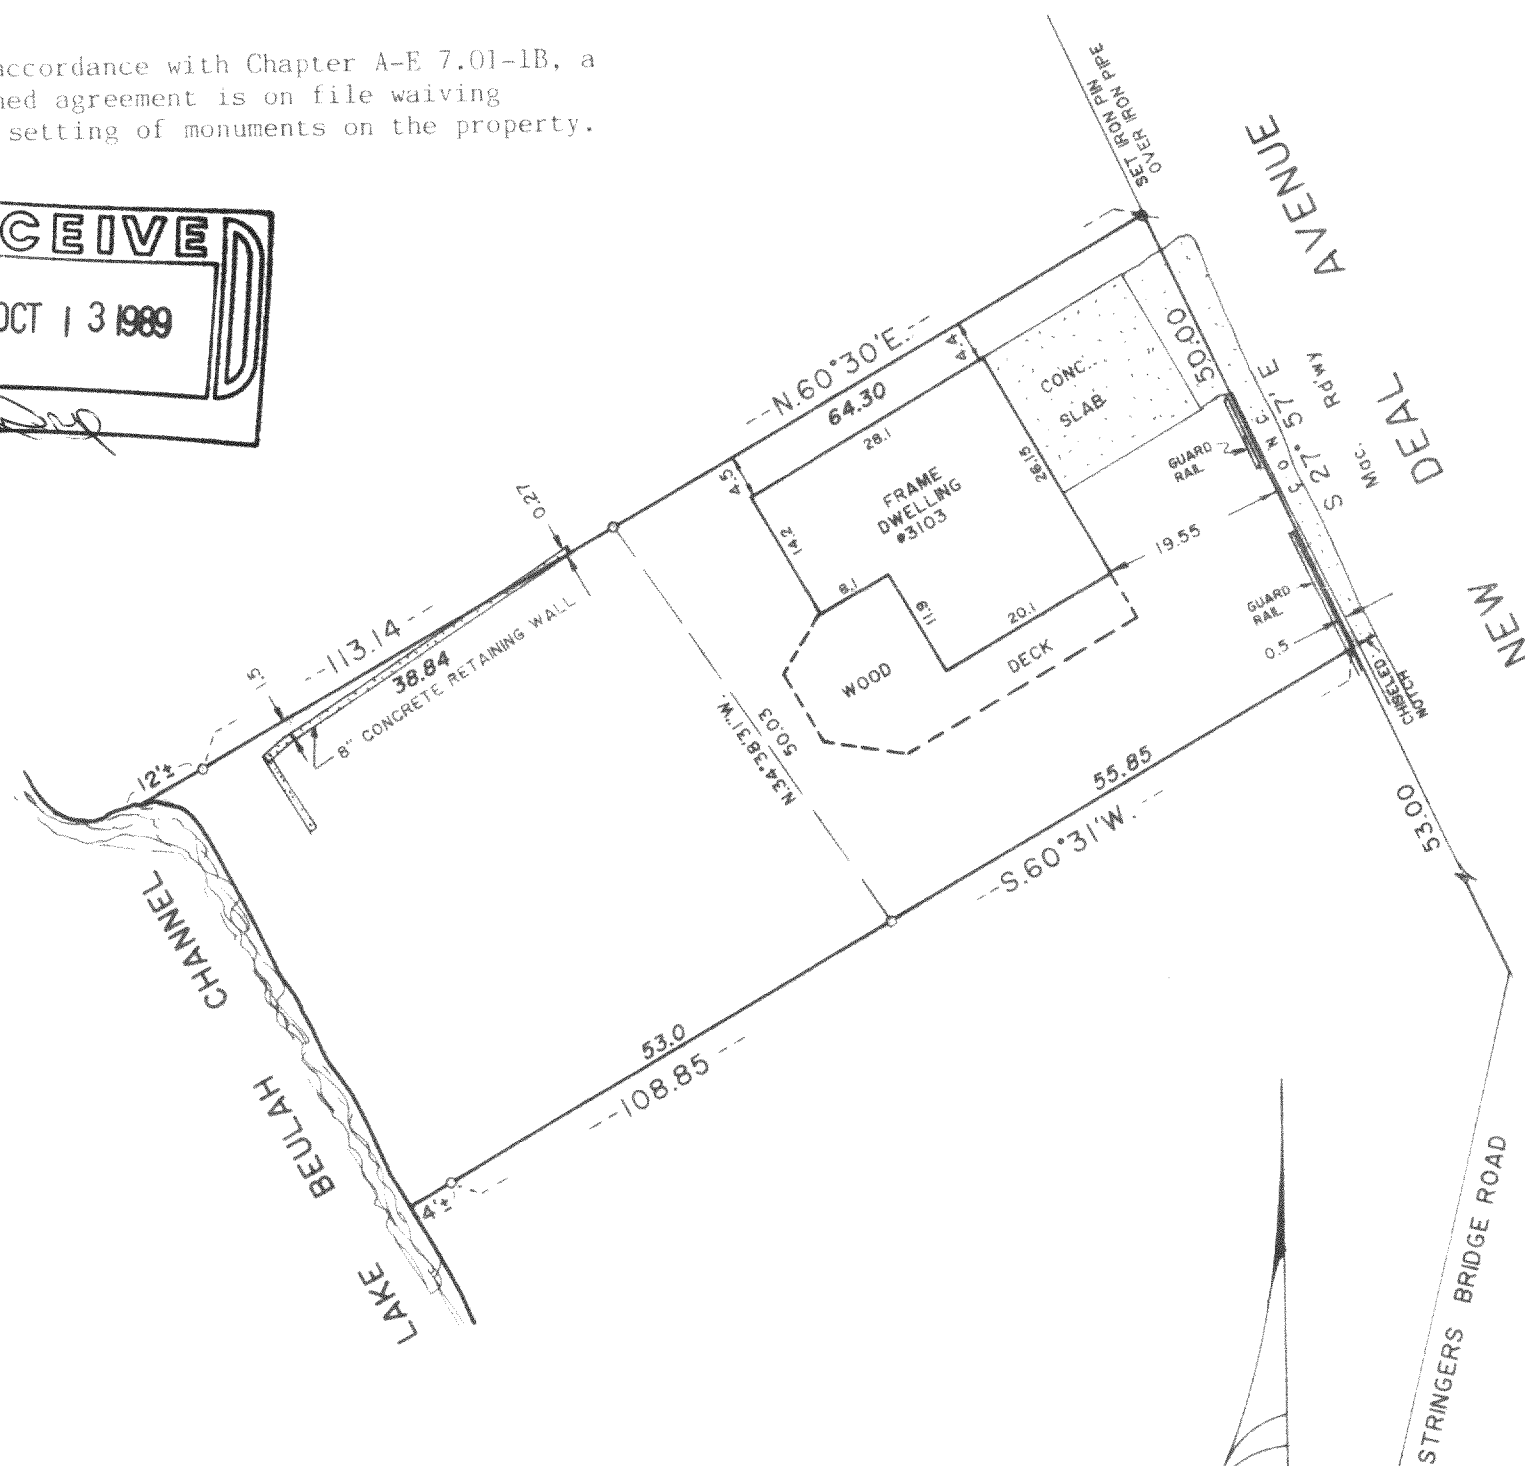 accordance with Chapter A-E 7.01-1B, a
ned agreement is on file waiving
setting of monuments on the property.
CEIVED
OCT 13 1989
SET IRON PIN
OVER IRON PIPE
NEW DEAL AVENUE
N.60°30'E.
64.30
4.4
4.5
28.1
CONC.
SLAB
50.00
S 27° 57' E
CONC.
Mac. Rd'wy
GUARD
RAIL
FRAME
DWELLING
#3103
28.15
14.2
8.1
11.9
20.1
19.55
WOOD DECK
GUARD
RAIL
0.5
CHISELED
NOTCH
0.27
113.14
38.84
8" CONCRETE RETAINING WALL
1.5
12'±
N.34°38'31"W.
50.03
55.85
S.60°31'W.
53.00
53.0
108.85
4'±
LAKE BEULAH CHANNEL
STRINGERS BRIDGE ROAD